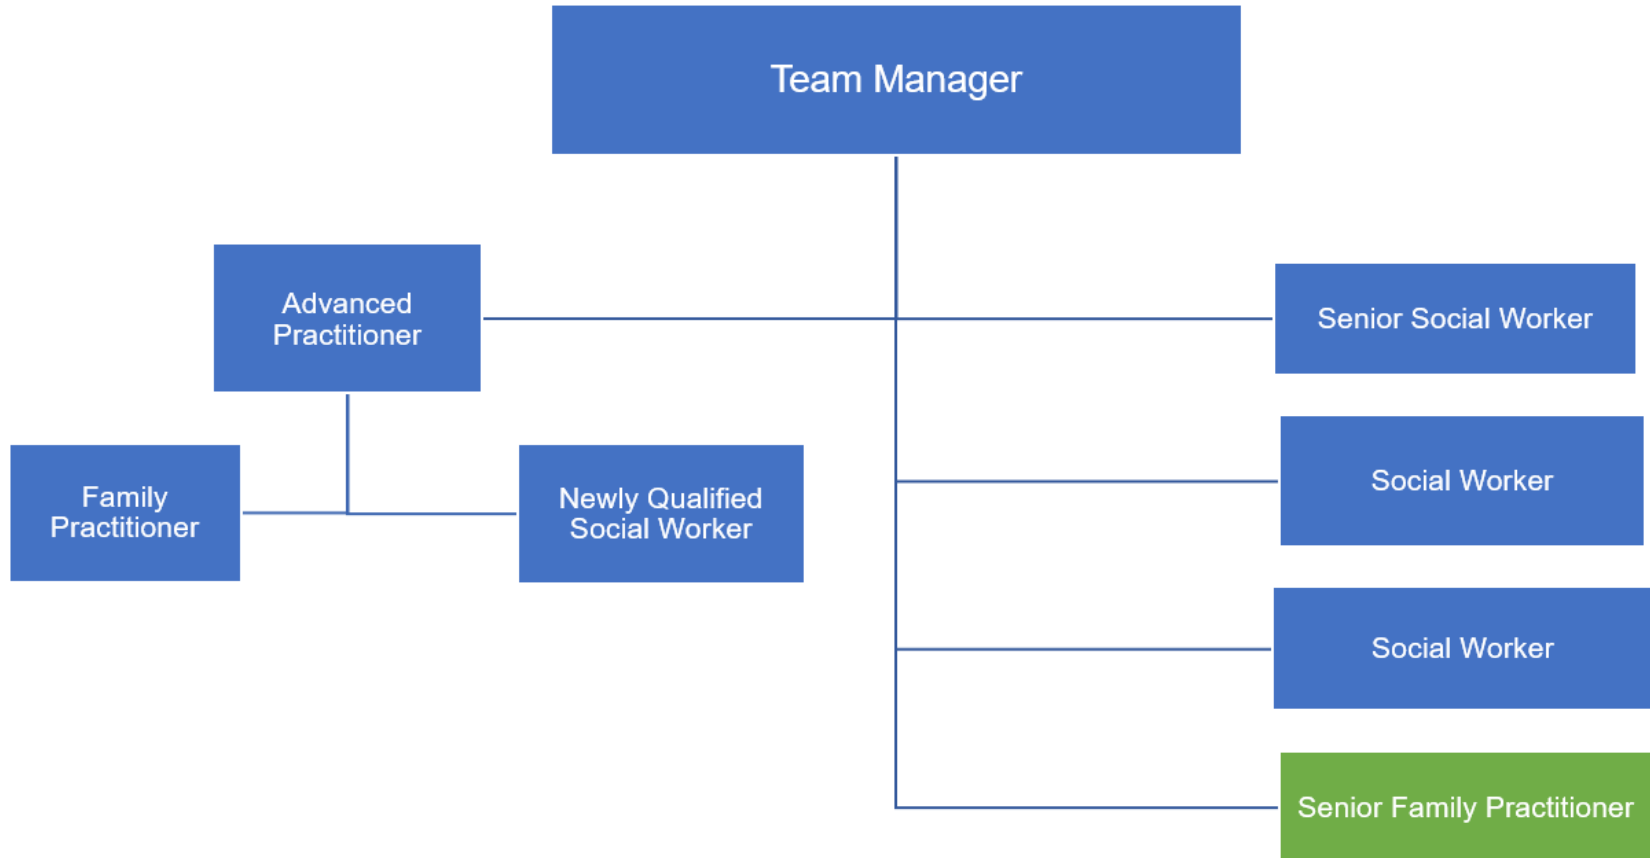 Team Manager
Advanced
Practitioner
Senior Social Worker
Family
Practitioner
Newly Qualified
Social Worker
Social Worker
Social Worker
Senior Family Practitioner